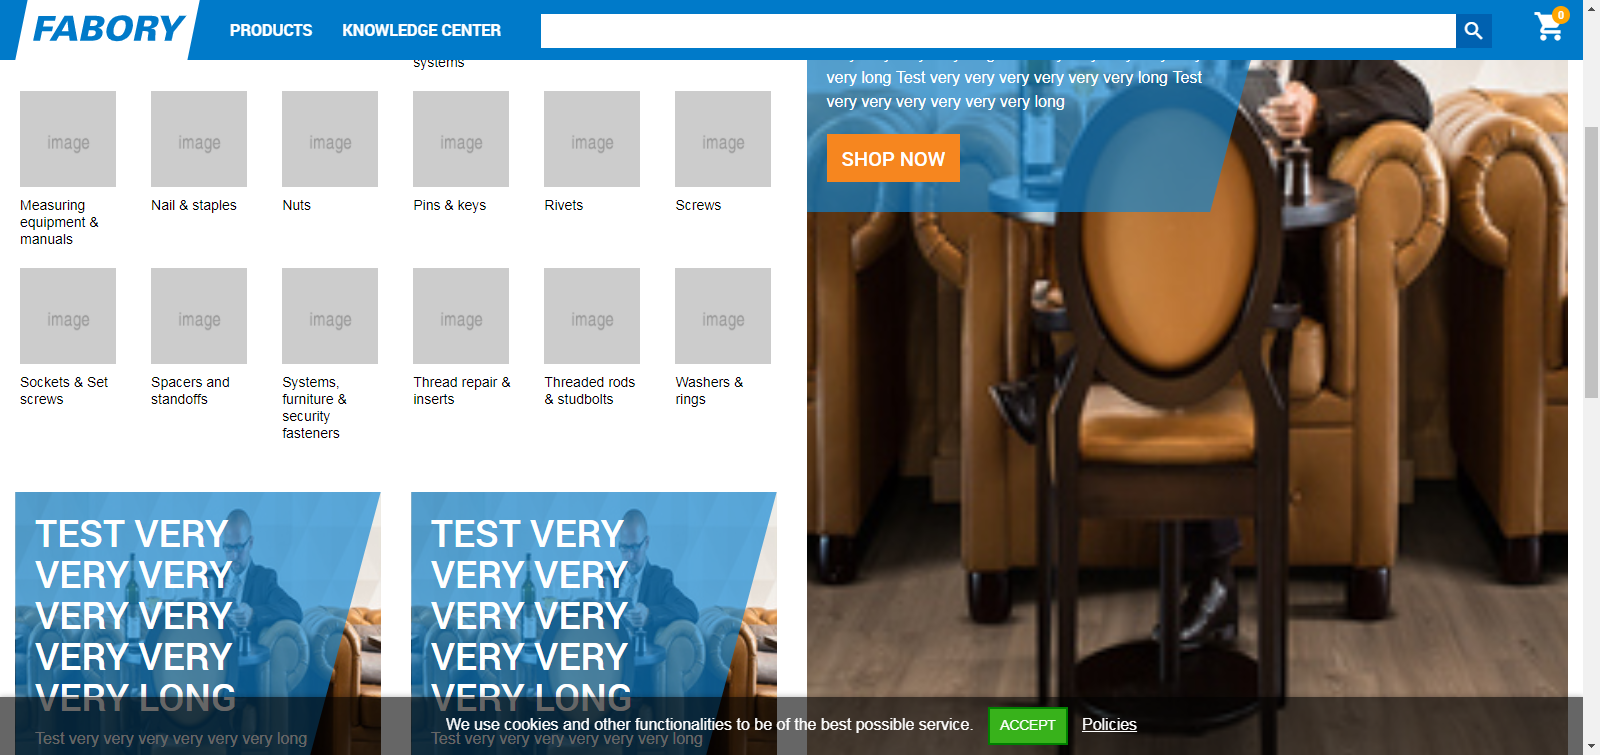 FABORY
PRODUCTS
KNOWLEDGE CENTER
0
systems
image
image
image
image
image
image
Measuring
equipment &
manuals
Nail & staples
Nuts
Pins & keys
Rivets
Screws
image
image
image
image
image
image
Sockets & Set
screws
Spacers and
standoffs
Systems,
furniture &
security
fasteners
Thread repair &
inserts
Threaded rods
& studbolts
Washers &
rings
very long Test very very very very very very long Test
very very very very very very long
SHOP NOW
TEST VERY
VERY VERY
VERY VERY
VERY VERY
VERY LONG
Test very very very very very very long
TEST VERY
VERY VERY
VERY VERY
VERY VERY
VERY LONG
Test very very very very very very long
We use cookies and other functionalities to be of the best possible service.
ACCEPT
Policies